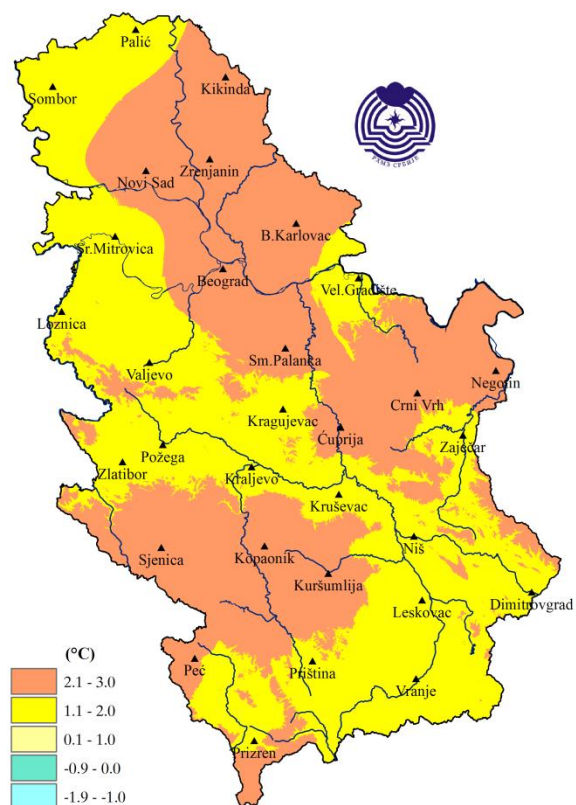 Palić
Kikinda
Sombor
Zrenjanin
Novi Sad
РХМЗ СРБИЈЕ
B.Karlovac
Sr.Mitrovica
Beograd
Vel.Gradište
Loznica
Sm.Palanka
Valjevo
Negotin
Crni Vrh
Kragujevac
Ćuprija
Zaječar
Požega
Zlatibor
Kraljevo
Kruševac
Niš
Sjenica
Kopaonik
Kuršumlija
Dimitrovgrad
Leskovac
(°C)
Peć
Priština
2.1 - 3.0
Vranje
1.1 - 2.0
0.1 - 1.0
Prizren
-0.9 - 0.0
-1.9 - -1.0